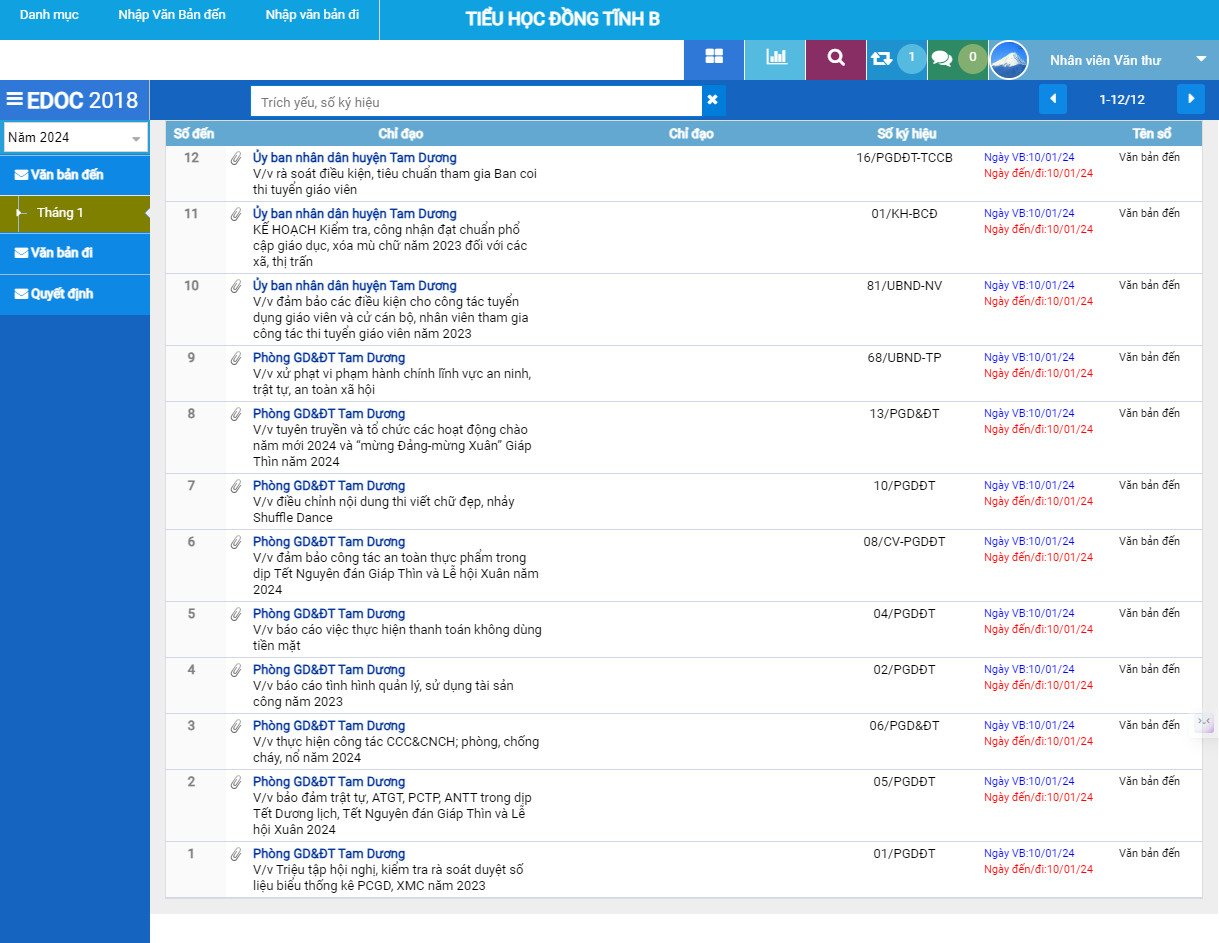 Danh mục
Nhập Văn Bản đến
Nhập văn bản đi
TIỂU HỌC ĐỒNG TĨNH B
1
0
Nhân viên Văn thư
EDOC 2018
Trích yếu, số ký hiệu
1-12/12
Năm 2024
Văn bản đến
Tháng 1
Văn bản đi
Quyết định
Số đến Chỉ đạo Chỉ đạo Số ký hiệu Tên sổ
12 Ủy ban nhân dân huyện Tam Dương 16/PGDĐT-TCCB Ngày VB:10/01/24 Văn bản đến
V/v rà soát điều kiện, tiêu chuẩn tham gia Ban coi Ngày đến/đi:10/01/24
thi tuyển giáo viên
11 Ủy ban nhân dân huyện Tam Dương 01/KH-BCĐ Ngày VB:10/01/24 Văn bản đến
KẾ HOẠCH Kiểm tra, công nhận đạt chuẩn phổ Ngày đến/đi:10/01/24
cập giáo dục, xóa mù chữ năm 2023 đối với các
xã, thị trấn
10 Ủy ban nhân dân huyện Tam Dương 81/UBND-NV Ngày VB:10/01/24 Văn bản đến
V/v đảm bảo các điều kiện cho công tác tuyển Ngày đến/đi:10/01/24
dụng giáo viên và cử cán bộ, nhân viên tham gia
công tác thi tuyển giáo viên năm 2023
9 Phòng GD&ĐT Tam Dương 68/UBND-TP Ngày VB:10/01/24 Văn bản đến
V/v xử phạt vi phạm hành chính lĩnh vực an ninh, Ngày đến/đi:10/01/24
trật tự, an toàn xã hội
8 Phòng GD&ĐT Tam Dương 13/PGD&ĐT Ngày VB:10/01/24 Văn bản đến
V/v tuyên truyền và tổ chức các hoạt động chào Ngày đến/đi:10/01/24
năm mới 2024 và “mừng Đảng-mừng Xuân” Giáp
Thìn năm 2024
7 Phòng GD&ĐT Tam Dương 10/PGDĐT Ngày VB:10/01/24 Văn bản đến
V/v điều chỉnh nội dung thi viết chữ đẹp, nhảy Ngày đến/đi:10/01/24
Shuffle Dance
6 Phòng GD&ĐT Tam Dương 08/CV-PGDĐT Ngày VB:10/01/24 Văn bản đến
V/v đảm bảo công tác an toàn thực phẩm trong Ngày đến/đi:10/01/24
dịp Tết Nguyên đán Giáp Thìn và Lễ hội Xuân năm
2024
5 Phòng GD&ĐT Tam Dương 04/PGDĐT Ngày VB:10/01/24 Văn bản đến
V/v báo cáo việc thực hiện thanh toán không dùng Ngày đến/đi:10/01/24
tiền mặt
4 Phòng GD&ĐT Tam Dương 02/PGDĐT Ngày VB:10/01/24 Văn bản đến
V/v báo cáo tình hình quản lý, sử dụng tài sản Ngày đến/đi:10/01/24
công năm 2023
3 Phòng GD&ĐT Tam Dương 06/PGD&ĐT Ngày VB:10/01/24 Văn bản đến
V/v thực hiện công tác CCC&CNCH; phòng, chống Ngày đến/đi:10/01/24
cháy, nổ năm 2024
2 Phòng GD&ĐT Tam Dương 05/PGDĐT Ngày VB:10/01/24 Văn bản đến
V/v bảo đảm trật tự, ATGT, PCTP, ANTT trong dịp Ngày đến/đi:10/01/24
Tết Dương lịch, Tết Nguyên đán Giáp Thìn và Lễ
hội Xuân 2024
1 Phòng GD&ĐT Tam Dương 01/PGDĐT Ngày VB:10/01/24 Văn bản đến
V/v Triệu tập hội nghị, kiểm tra rà soát duyệt số Ngày đến/đi:10/01/24
liệu biểu thống kê PCGD, XMC năm 2023